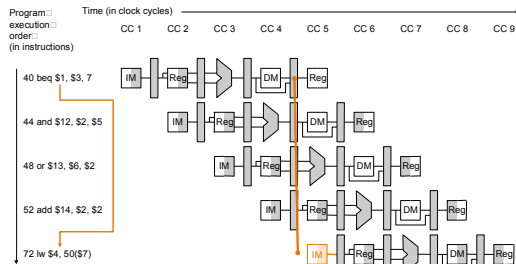 Program
execution
order
(in instructions)
Time (in clock cycles)
CC 1 CC 2 CC 3 CC 4 CC 5 CC 6 CC 7 CC 8 CC 9
40 beq $1, $3, 7
IM Reg DM Reg
44 and $12, $2, $5
IM Reg DM Reg
48 or $13, $6, $2
IM Reg DM Reg
52 add $14, $2, $2
IM Reg DM Reg
72 lw $4, 50($7)
IM Reg DM Reg